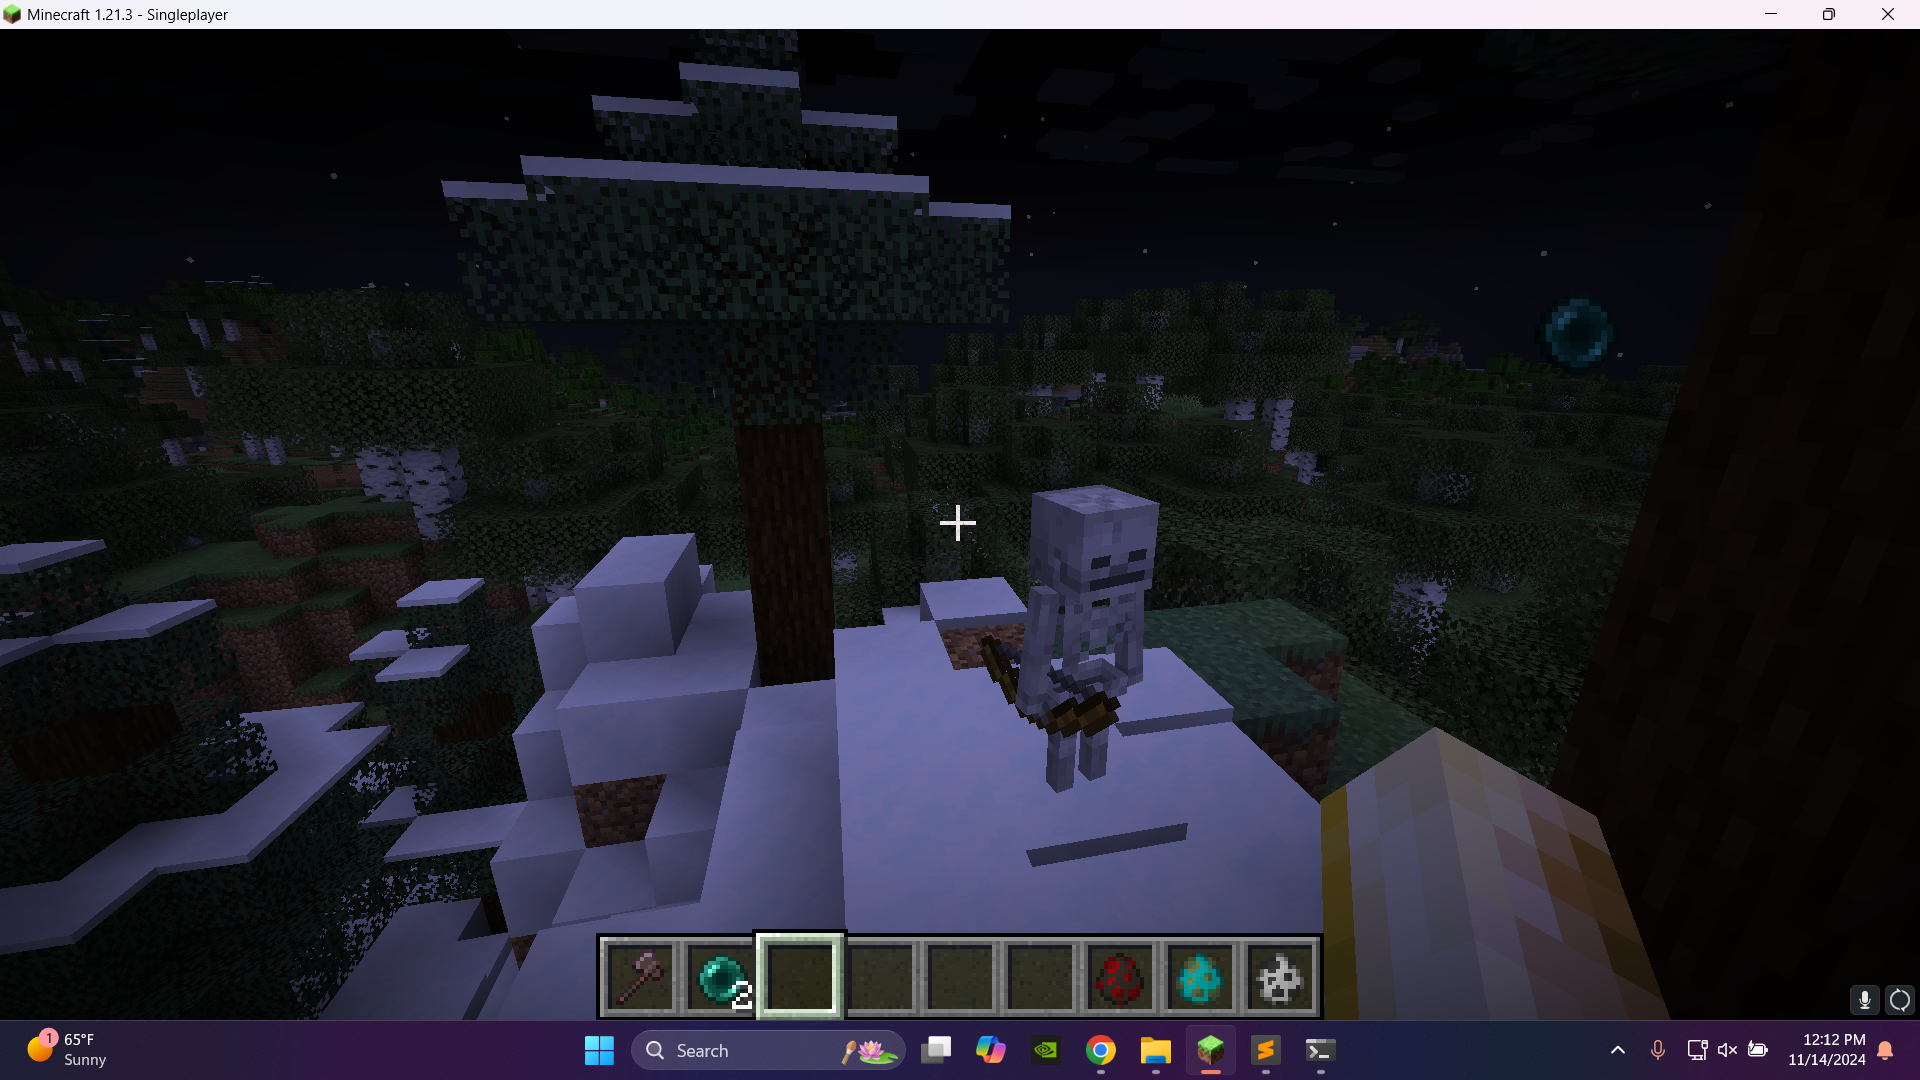 Minecraft 1.21.3 - Singleplayer
2
1
65°F
Sunny
Search
12:12 PM
11/14/2024